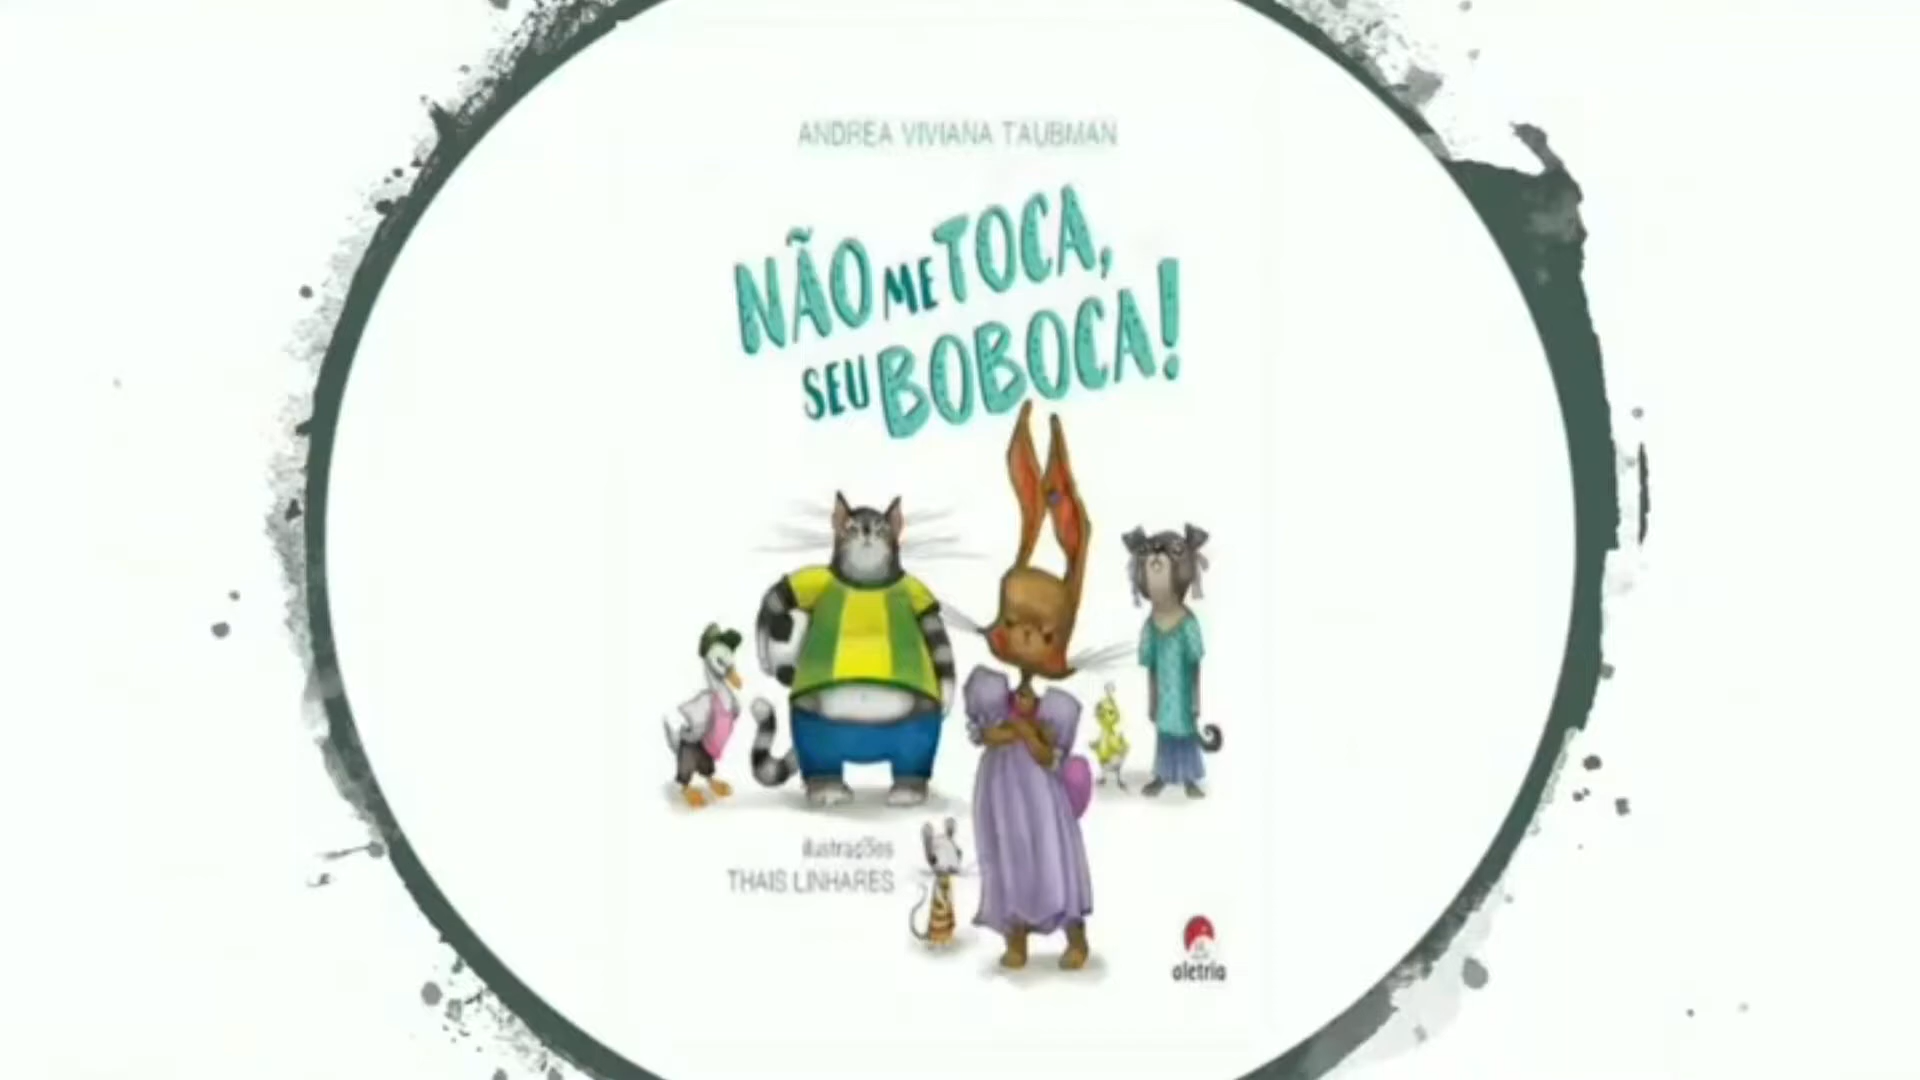 ANDREA VIVIANA TAUBMAN
NÃO ME TOCA,
SEU BOBOCA!
ilustrações
THAIS LINHARES
aletria